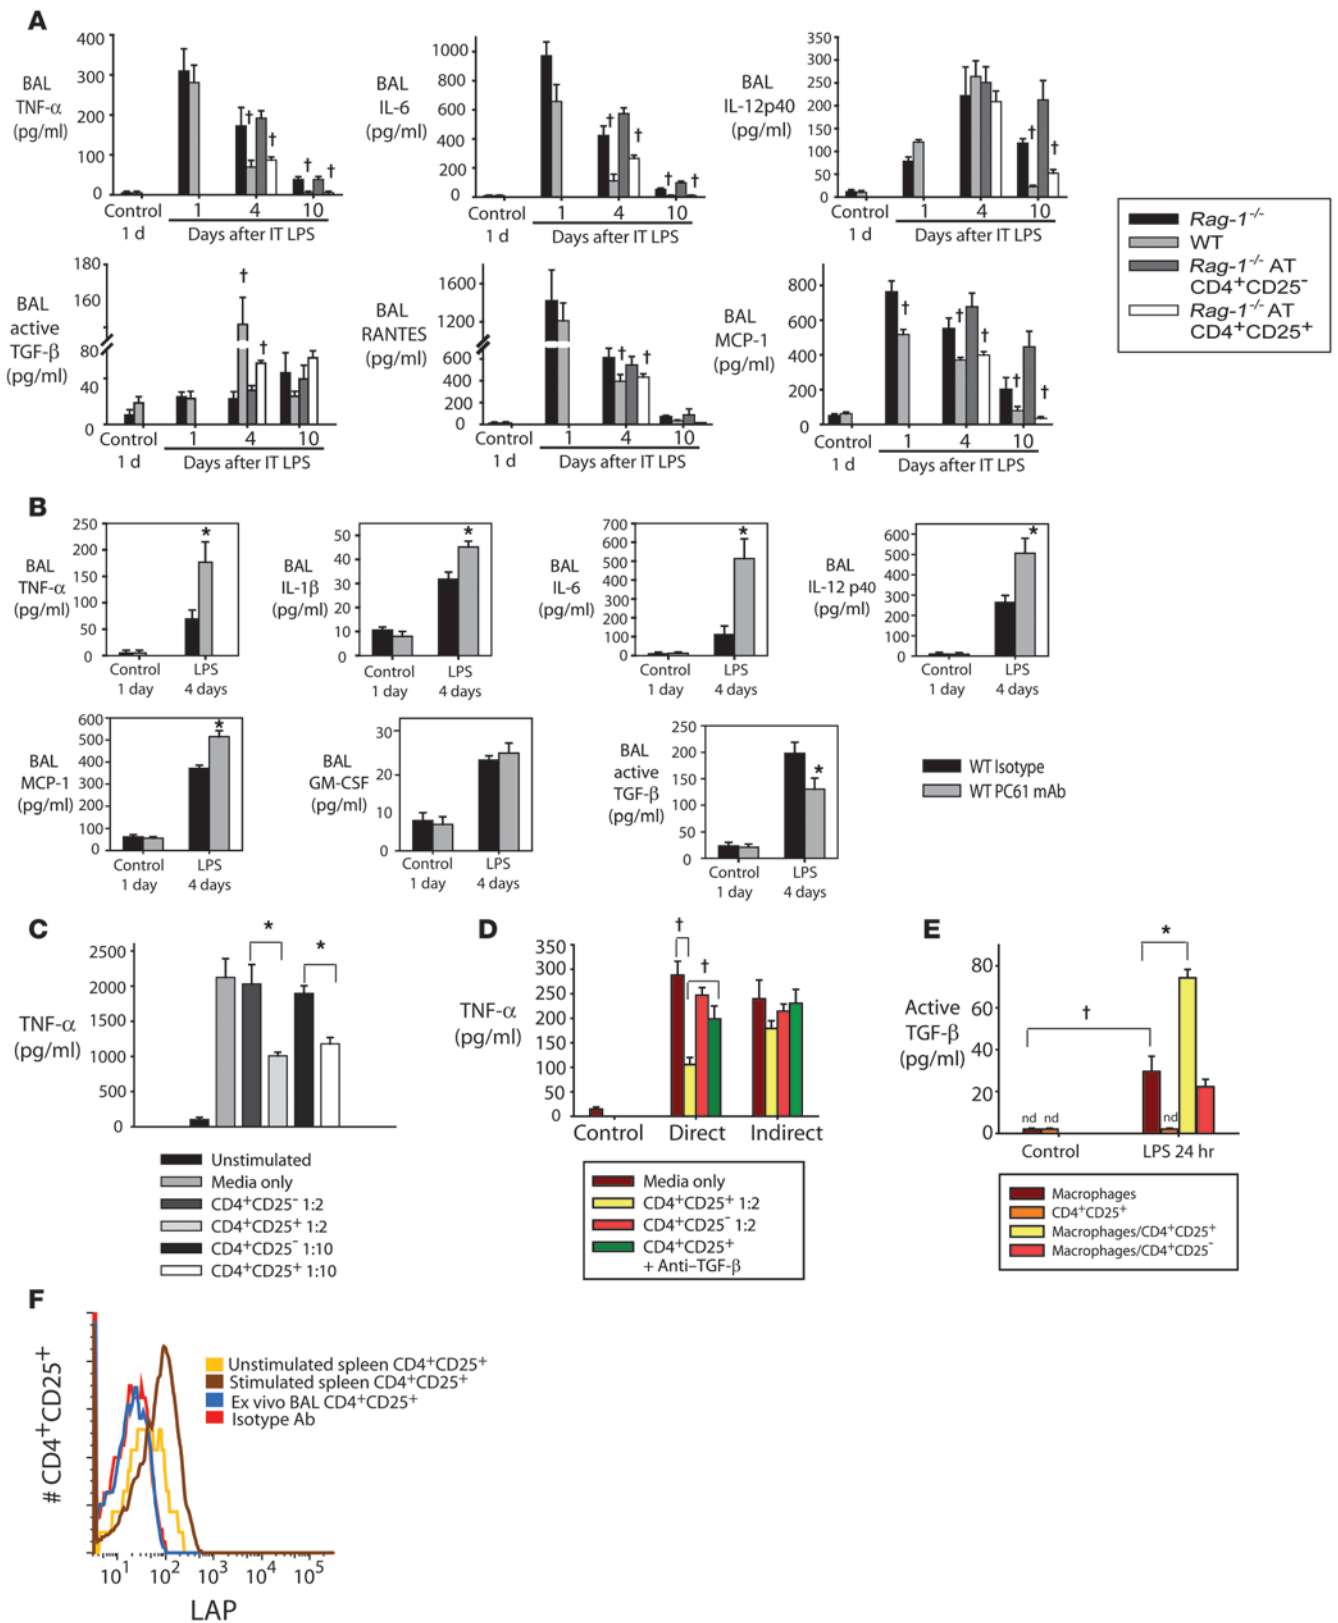 A
BAL
TNF-α
(pg/ml)
400
300
200
100
0
† † † †
Control
1 d
1 4 10
Days after IT LPS
BAL
IL-6
(pg/ml)
1000
800
600
400
200
0
† † † †
Control
1 d
1 4 10
Days after IT LPS
BAL
IL-12p40
(pg/ml)
350
300
250
200
150
100
50
0
† †
Control
1 d
1 4 10
Days after IT LPS
Rag-1⁻/⁻
WT
Rag-1⁻/⁻ AT
CD4⁺CD25⁻
Rag-1⁻/⁻ AT
CD4⁺CD25⁺
BAL
active
TGF-β
(pg/ml)
180
160
80
40
0
† †
Control
1 d
1 4 10
Days after IT LPS
BAL
RANTES
(pg/ml)
1600
1200
600
400
200
0
† †
Control
1 d
1 4 10
Days after IT LPS
BAL
MCP-1
(pg/ml)
800
600
400
200
0
† † † † †
Control
1 d
1 4 10
Days after IT LPS
B
BAL
TNF-α
(pg/ml)
250
200
150
100
50
0
*
Control LPS
1 day 4 days
BAL
IL-1β
(pg/ml)
50
40
30
20
10
0
*
Control LPS
1 day 4 days
BAL
IL-6
(pg/ml)
700
600
500
400
300
200
100
0
*
Control LPS
1 day 4 days
BAL
IL-12 p40
(pg/ml)
600
500
400
300
200
100
0
*
Control LPS
1 day 4 days
BAL
MCP-1
(pg/ml)
600
500
400
300
200
100
0
*
Control LPS
1 day 4 days
BAL
GM-CSF
(pg/ml)
30
20
10
0
Control LPS
1 day 4 days
BAL
active
TGF-β
(pg/ml)
250
200
150
100
50
0
*
Control LPS
1 day 4 days
WT Isotype
WT PC61 mAb
C
TNF-α
(pg/ml)
2500
2000
1500
1000
500
0
* *
Unstimulated
Media only
CD4⁺CD25⁻ 1:2
CD4⁺CD25⁺ 1:2
CD4⁺CD25⁻ 1:10
CD4⁺CD25⁺ 1:10
D
TNF-α
(pg/ml)
350
300
250
200
150
100
50
0
† †
Control Direct Indirect
Media only
CD4⁺CD25⁺ 1:2
CD4⁺CD25⁻ 1:2
CD4⁺CD25⁺
+ Anti–TGF-β
E
Active
TGF-β
(pg/ml)
80
60
40
20
0
† *
nd nd nd
Control LPS 24 hr
Macrophages
CD4⁺CD25⁺
Macrophages/CD4⁺CD25⁺
Macrophages/CD4⁺CD25⁻
F
# CD4⁺CD25⁺
Unstimulated spleen CD4⁺CD25⁺
Stimulated spleen CD4⁺CD25⁺
Ex vivo BAL CD4⁺CD25⁺
Isotype Ab
10¹ 10² 10³ 10⁴ 10⁵
LAP